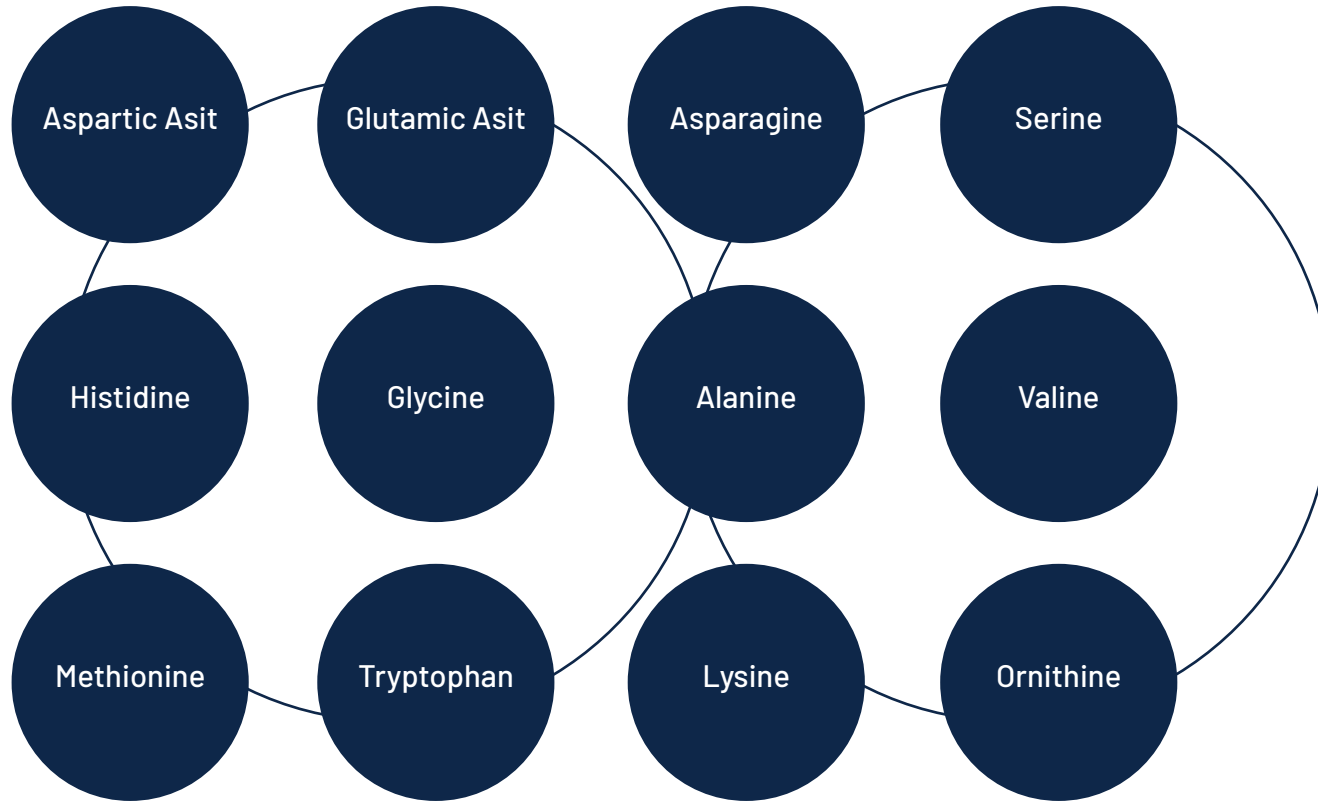 Aspartic Asit
Glutamic Asit
Asparagine
Serine
Histidine
Glycine
Alanine
Valine
Methionine
Tryptophan
Lysine
Ornithine